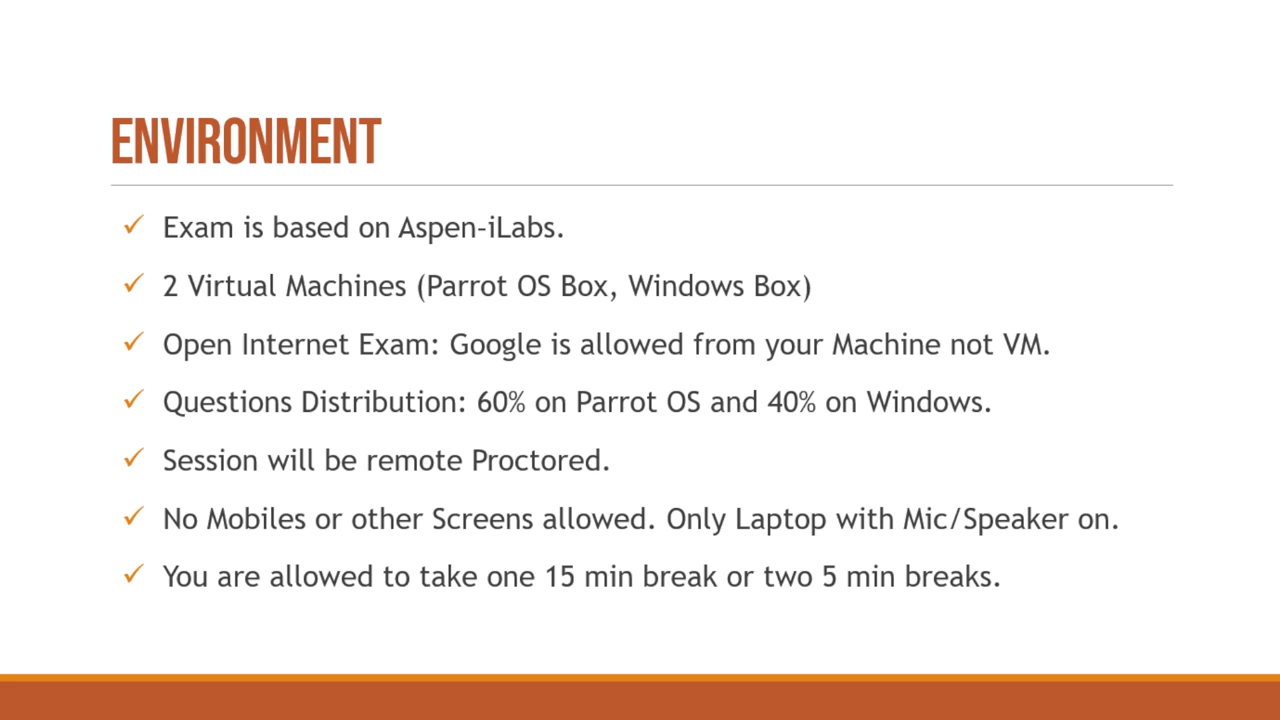 ENVIRONMENT
✓ Exam is based on Aspen-iLabs.
✓ 2 Virtual Machines (Parrot OS Box, Windows Box)
✓ Open Internet Exam: Google is allowed from your Machine not VM.
✓ Questions Distribution: 60% on Parrot OS and 40% on Windows.
✓ Session will be remote Proctored.
✓ No Mobiles or other Screens allowed. Only Laptop with Mic/Speaker on.
✓ You are allowed to take one 15 min break or two 5 min breaks.